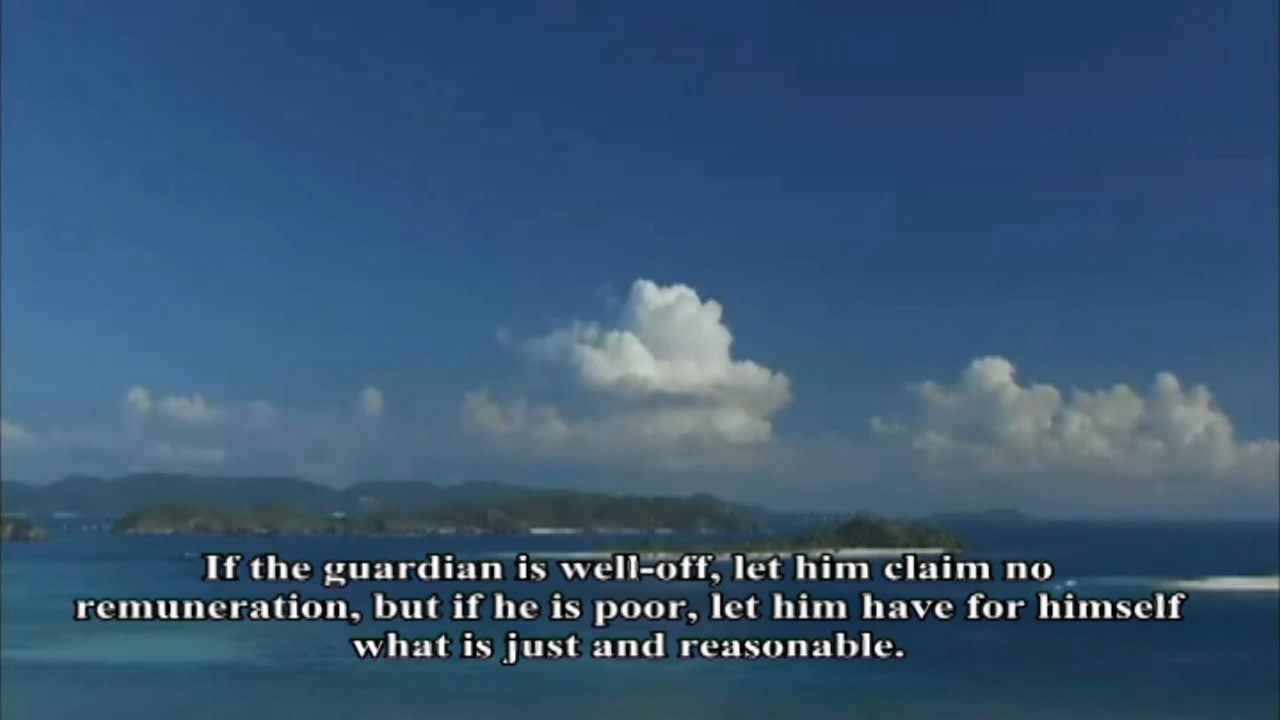 If the guardian is well-off, let him claim no
remuneration, but if he is poor, let him have for himself
what is just and reasonable.